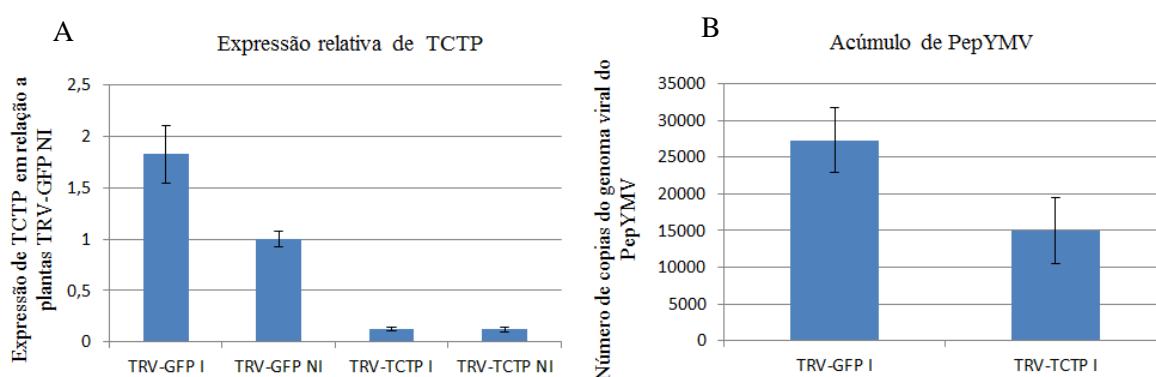 A
Expressão relativa de TCTP
Expressão de TCTP em relação a
plantas TRV-GFP NI
2,5
2
1,5
1
0,5
0
TRV-GFP I
TRV-GFP NI
TRV-TCTP I
TRV-TCTP NI
B
Acúmulo de PepYMV
Número de copias do genoma viral do
PepYMV
35000
30000
25000
20000
15000
10000
5000
0
TRV-GFP I
TRV-TCTP I